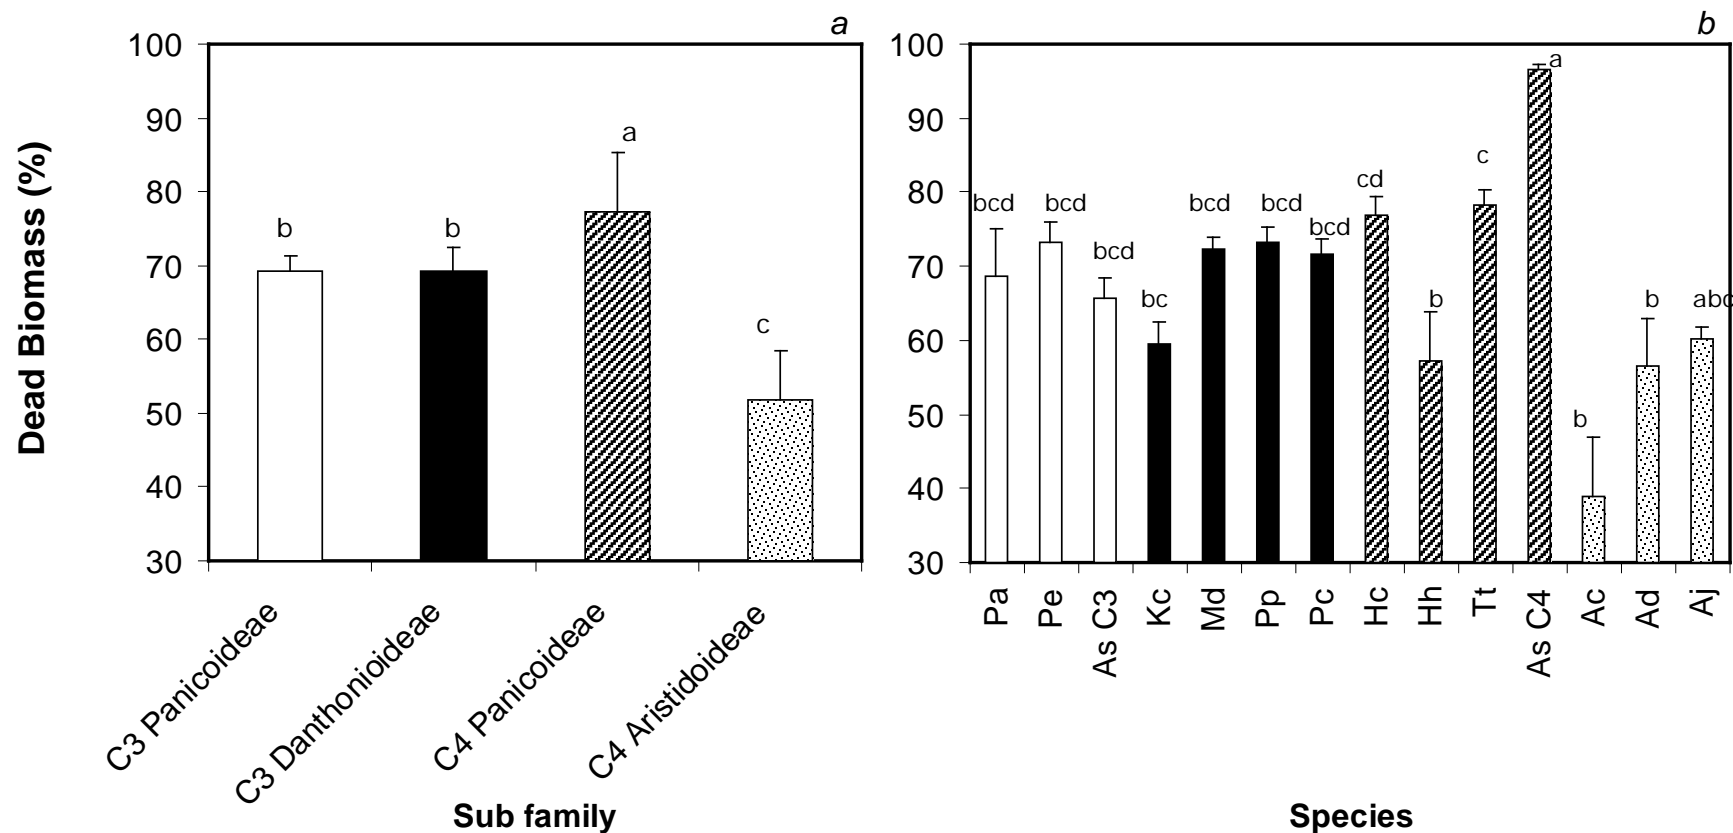 a
100
90
80
70
60
50
40
30
Dead Biomass (%)
b
b
a
c
C3 Panicoideae
C3 Danthonioideae
C4 Panicoideae
C4 Aristidoideae
Sub family
b
100
90
80
70
60
50
40
30
bcd
bcd
bcd
bc
bcd
bcd
bcd
cd
b
c
a
b
b
abc
Pa
Pe
As C3
Kc
Md
Pp
Pc
Hc
Hh
Tt
As C4
Ac
Ad
Aj
Species